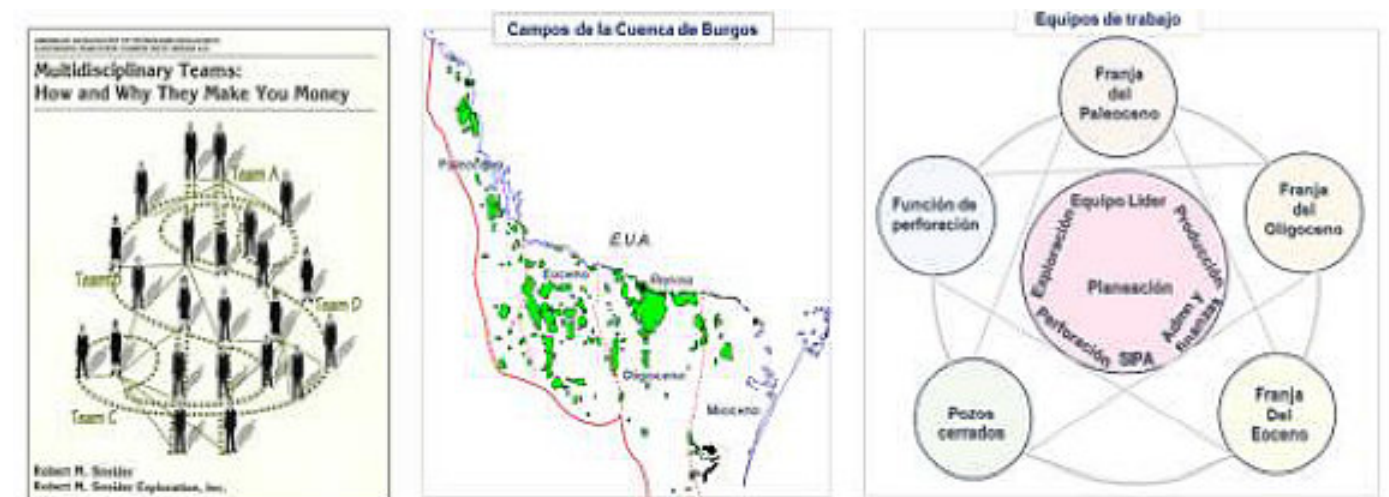 Multidisciplinary Teams:
How and Why They Make You Money
Team A
Team D
Team C
Robert M. Sneider
Robert M. Sneider Exploration, Inc.
Campos de la Cuenca de Burgos
Paleoceno
E.U.A.
Eoceno
Reynosa
Oligoceno
Mioceno
Equipos de trabajo
Franja
del
Paleoceno
Función de
perforación
Franja
del
Oligoceno
Equipo Líder
Exploración
Producción
Planeación
Perforación
SIPA
Admn y
finanzas
Pozos
cerrados
Franja
Del
Eoceno